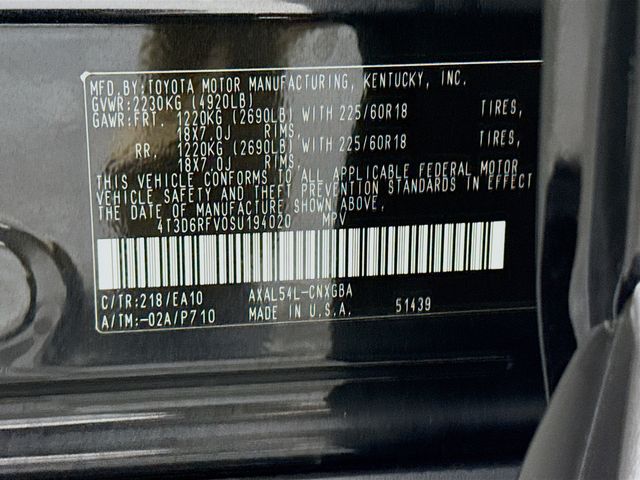 MFD.BY:TOYOTA MOTOR MANUFACTURING, KENTUCKY, INC.
GVWR:2230KG (4920LB)
GAWR:FRT. 1220KG (2690LB) WITH 225/60R18 TIRES,
18X7.0J RIMS,
RR. 1220KG (2690LB) WITH 225/60R18 TIRES,
18X7.0J RIMS,
THIS VEHICLE CONFORMS TO ALL APPLICABLE FEDERAL MOTOR
VEHICLE SAFETY AND THEFT PREVENTION STANDARDS IN EFFECT
ON THE DATE OF MANUFACTURE SHOWN ABOVE.
4T3D6RFV0SU194020 MPV
C/TR:218/EA10 AXAL54L-CNXGBA
A/TM:-02A/P710 MADE IN U.S.A. 51439